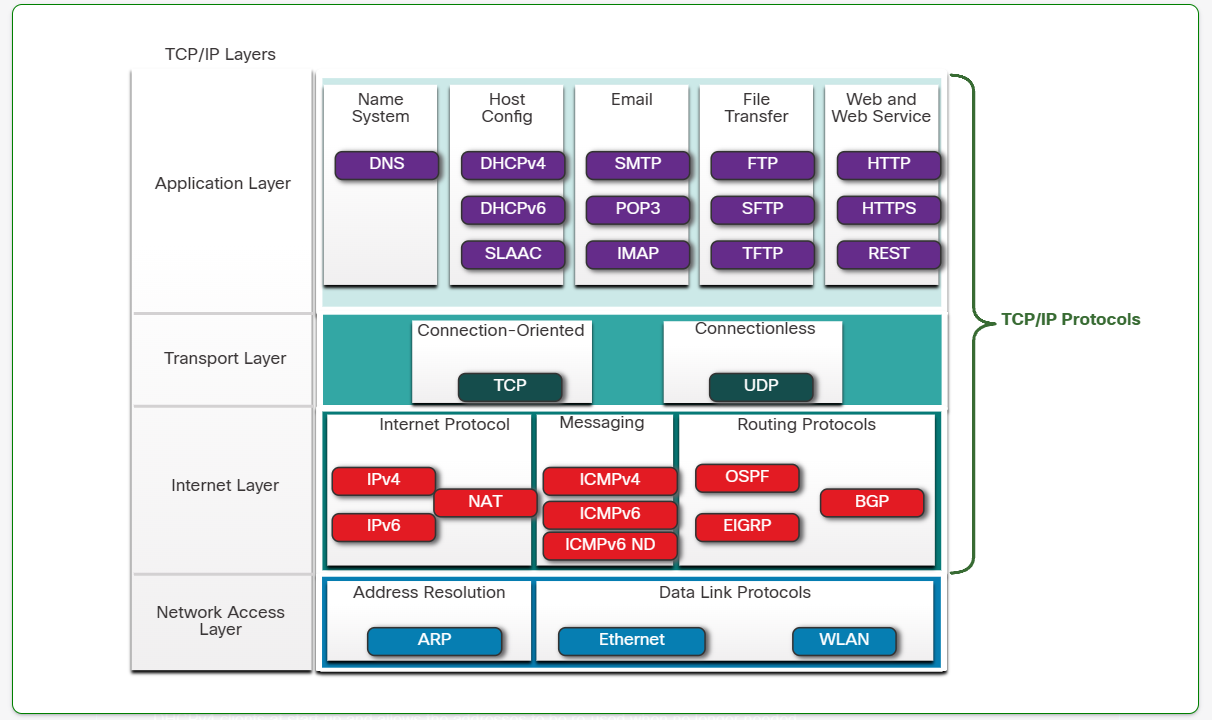 TCP/IP Layers
Application Layer
Name
System
DNS
Host
Config
DHCPv4
DHCPv6
SLAAC
Email
SMTP
POP3
IMAP
File
Transfer
FTP
SFTP
TFTP
Web and
Web Service
HTTP
HTTPS
REST
TCP/IP Protocols
Transport Layer
Connection-Oriented
TCP
Connectionless
UDP
Internet Layer
Internet Protocol
IPv4
IPv6
NAT
Messaging
ICMPv4
ICMPv6
ICMPv6 ND
Routing Protocols
OSPF
EIGRP
BGP
Network Access
Layer
Address Resolution
ARP
Data Link Protocols
Ethernet
WLAN